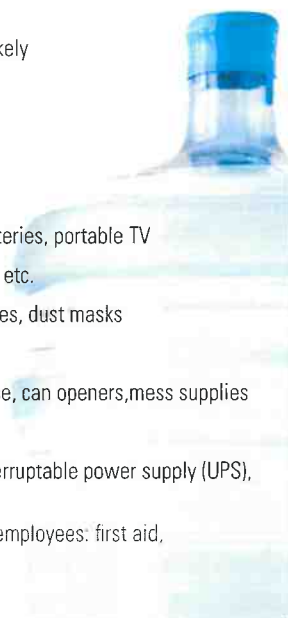 kely
teries, portable TV
etc.
es, dust masks
e, can openers,mess supplies
erruptable power supply (UPS),
employees: first aid,